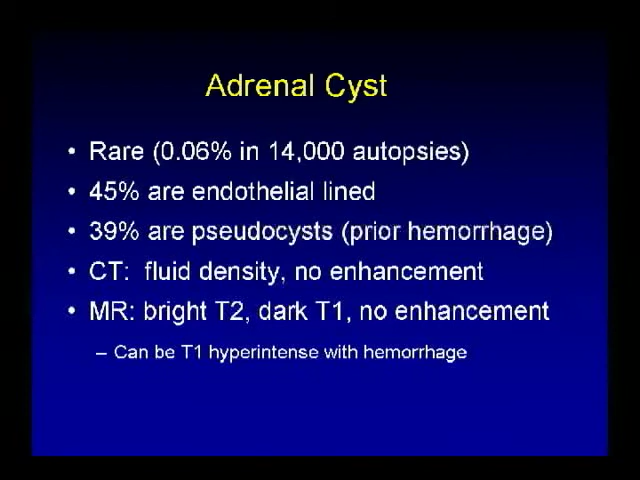 Adrenal Cyst
• Rare (0.06% in 14,000 autopsies)
• 45% are endothelial lined
• 39% are pseudocysts (prior hemorrhage)
• CT: fluid density, no enhancement
• MR: bright T2, dark T1, no enhancement
– Can be T1 hyperintense with hemorrhage